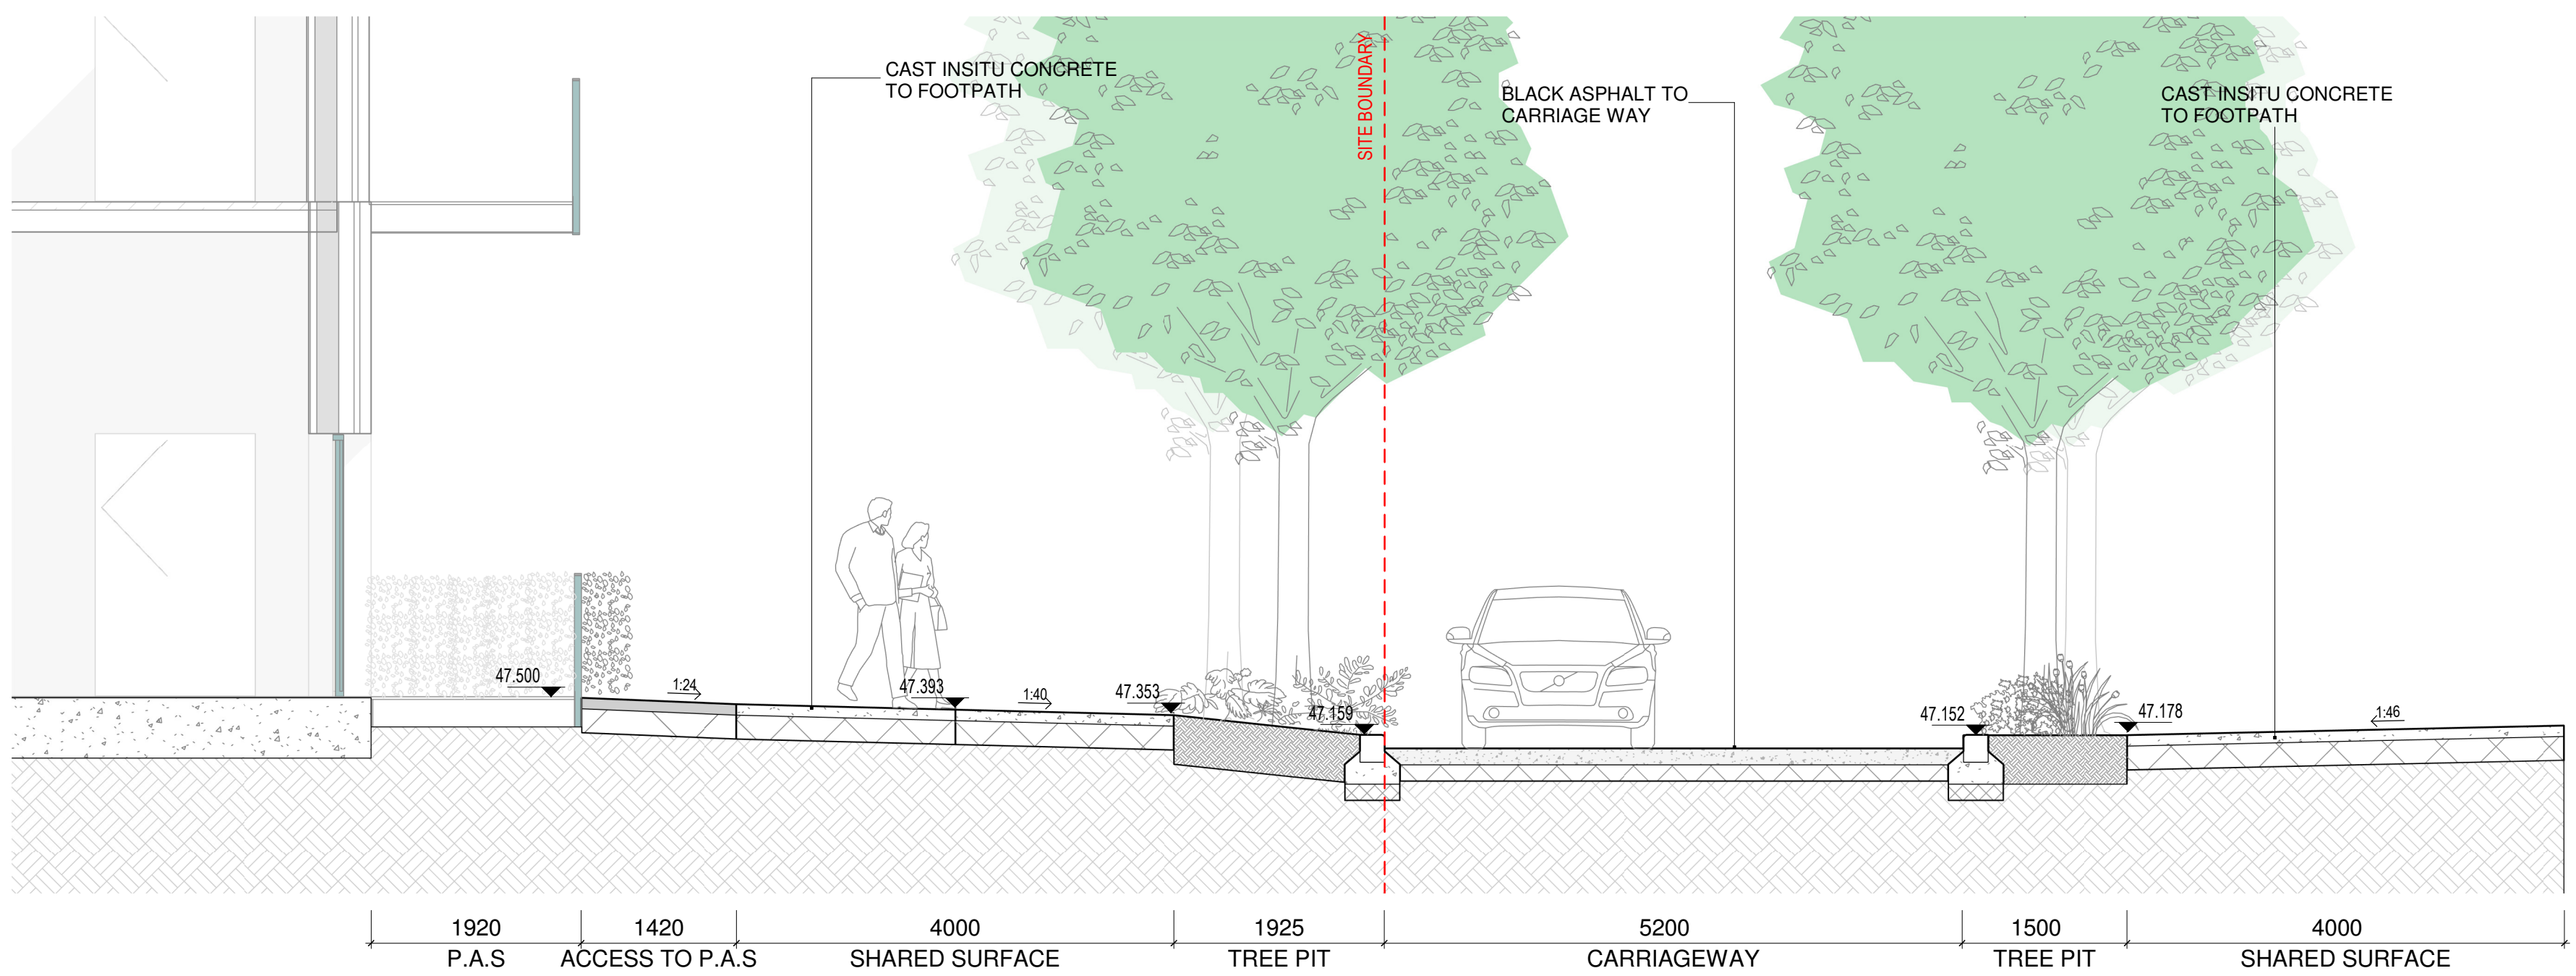 CAST INSITU CONCRETE
TO FOOTPATH
SITE BOUNDARY
BLACK ASPHALT TO
CARRIAGE WAY
CAST INSITU CONCRETE
TO FOOTPATH
47.500
1:24
47.393
1:40
47.353
47.159
47.152
47.178
1:46
1920
1420
4000
1925
5200
1500
4000
P.A.S
ACCESS TO P.A.S
SHARED SURFACE
TREE PIT
CARRIAGEWAY
TREE PIT
SHARED SURFACE